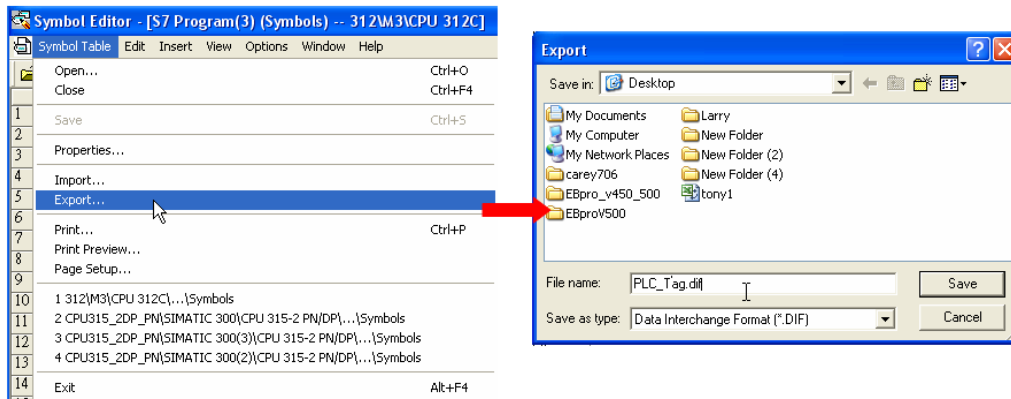 Symbol Editor - [S7 Program(3) (Symbols) -- 312\M3\CPU 312C]
Symbol Table Edit Insert View Options Window Help
Open... Ctrl+O
Close Ctrl+F4
1
Save Ctrl+S
2
3 Properties...
4 Import...
5 Export...
6
7 Print... Ctrl+P
8 Print Preview...
9 Page Setup...
10 1 312\M3\CPU 312C\...\Symbols
11 2 CPU315_2DP_PN\SIMATIC 300\CPU 315-2 PN/DP\...\Symbols
12 3 CPU315_2DP_PN\SIMATIC 300(3)\CPU 315-2 PN/DP\...\Symbols
13 4 CPU315_2DP_PN\SIMATIC 300(2)\CPU 315-2 PN/DP\...\Symbols
14 Exit Alt+F4
Export
Save in: Desktop
My Documents Larry
My Computer New Folder
My Network Places New Folder (2)
carey706 New Folder (4)
EBpro_v450_500 tony1
EBproV500
File name: PLC_Tag.dif Save
Save as type: Data Interchange Format (*.DIF) Cancel